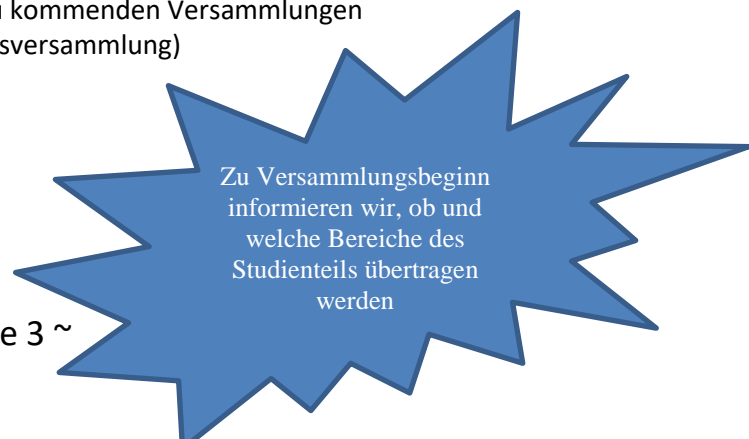 kommenden Versammlungen
sversammlung)
Zu Versammlungsbeginn
informieren wir, ob und
welche Bereiche des
Studienteils übertragen
werden
e 3 ~